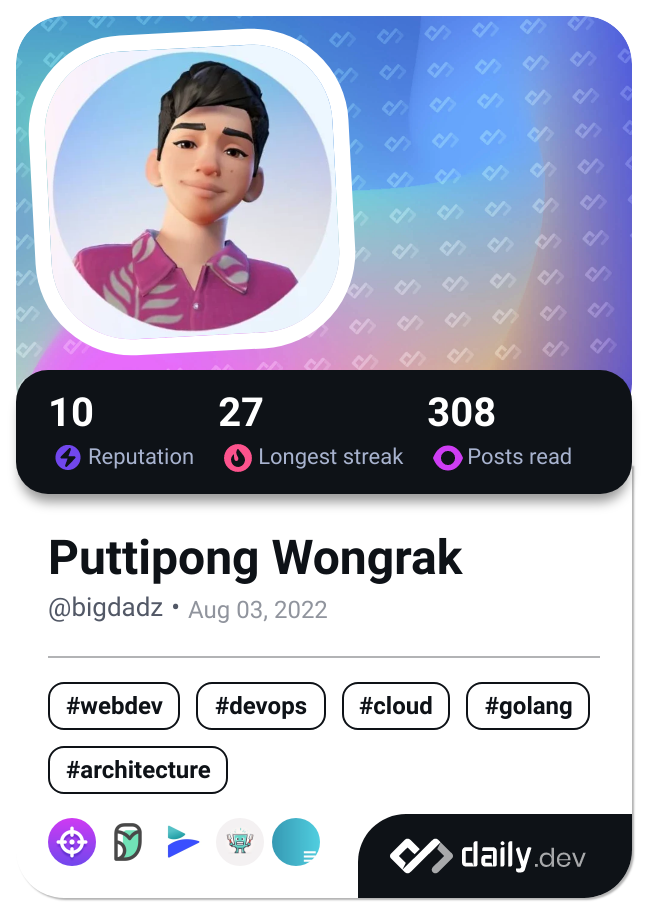 10 27 308
Reputation Longest streak Posts read
Puttipong Wongrak
@bigdadz • Aug 03, 2022
#webdev #devops #cloud #golang
#architecture
daily.dev